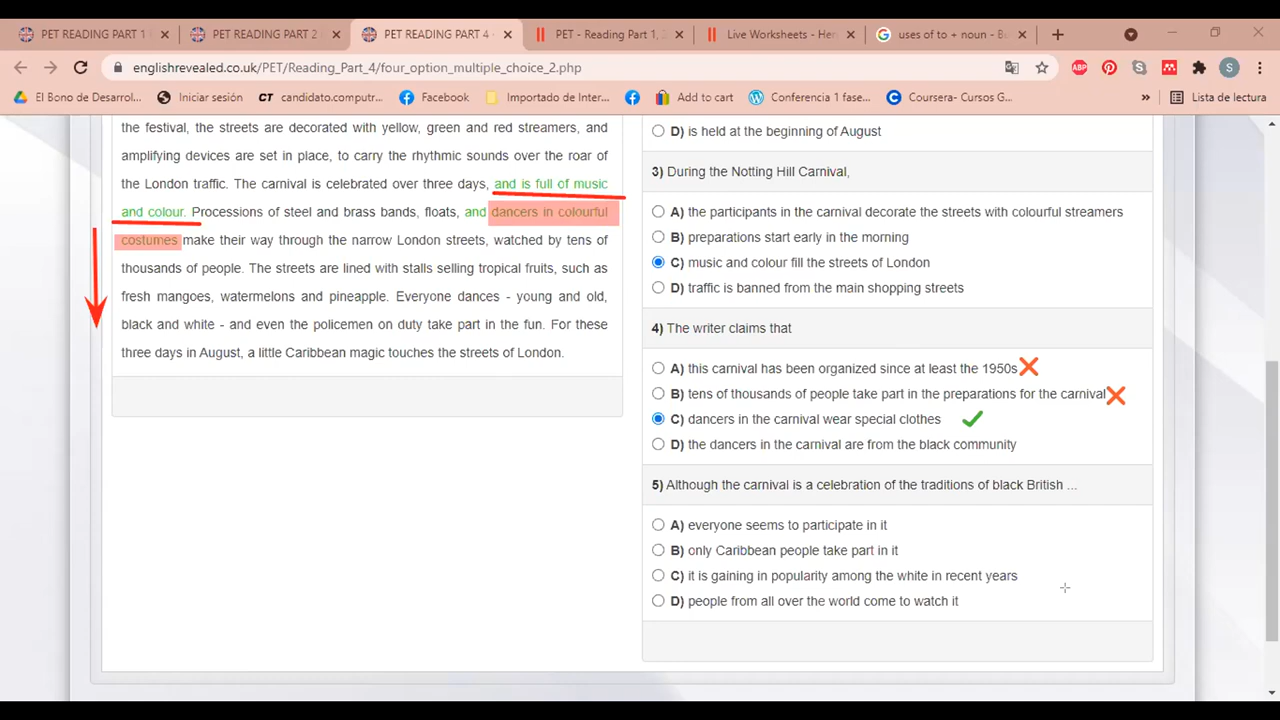 PET READING PART 1
PET READING PART 2
PET READING PART 4
PET - Reading Part 1, 3
Live Worksheets - Her
uses of to + noun - Bu
englishrevealed.co.uk/PET/Reading_Part_4/four_option_multiple_choice_2.php
ABP
S
El Bono de Desarrol...
Iniciar sesión
CT candidato.computr...
Facebook
Importado de Inter...
Add to cart
Conferencia 1 fase...
Coursera- Cursos G...
»
Lista de lectura
the festival, the streets are decorated with yellow, green and red streamers, and
amplifying devices are set in place, to carry the rhythmic sounds over the roar of
the London traffic. The carnival is celebrated over three days, and is full of music
and colour. Processions of steel and brass bands, floats, and dancers in colourful
costumes make their way through the narrow London streets, watched by tens of
thousands of people. The streets are lined with stalls selling tropical fruits, such as
fresh mangoes, watermelons and pineapple. Everyone dances - young and old,
black and white - and even the policemen on duty take part in the fun. For these
three days in August, a little Caribbean magic touches the streets of London.
D) is held at the beginning of August
3) During the Notting Hill Carnival,
A) the participants in the carnival decorate the streets with colourful streamers
B) preparations start early in the morning
C) music and colour fill the streets of London
D) traffic is banned from the main shopping streets
4) The writer claims that
A) this carnival has been organized since at least the 1950s
B) tens of thousands of people take part in the preparations for the carnival
C) dancers in the carnival wear special clothes
D) the dancers in the carnival are from the black community
5) Although the carnival is a celebration of the traditions of black British ...
A) everyone seems to participate in it
B) only Caribbean people take part in it
C) it is gaining in popularity among the white in recent years
D) people from all over the world come to watch it